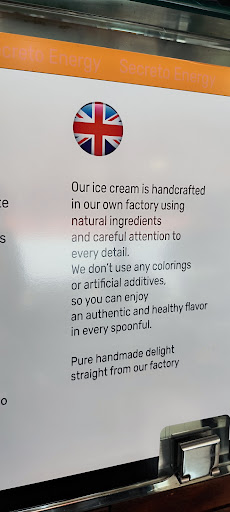 Secreto Energy Secreto Energy
Our ice cream is handcrafted
in our own factory using
natural ingredients
and careful attention to
every detail.
We don't use any colorings
or artificial additives,
so you can enjoy
an authentic and healthy flavor
in every spoonful.
Pure handmade delight
straight from our factory